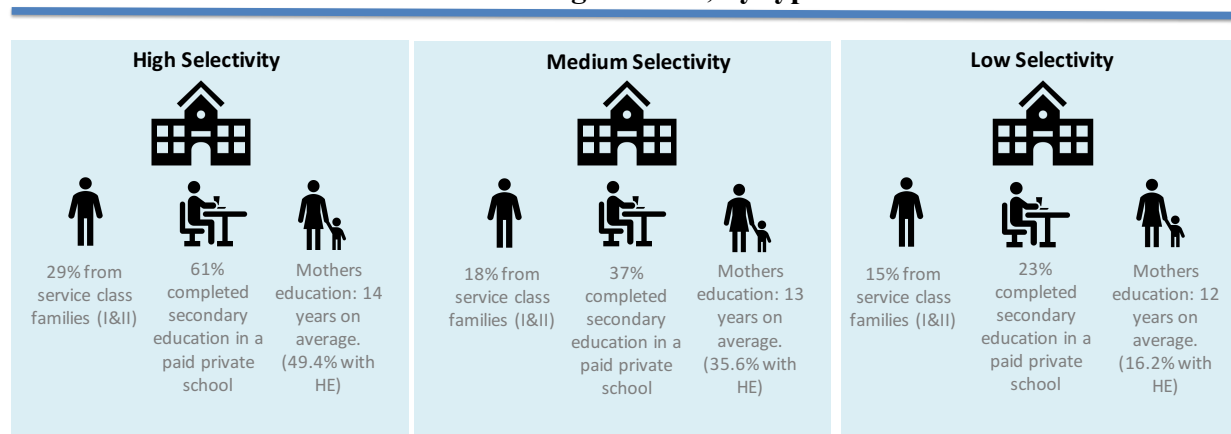 High Selectivity
29% from
service class
families (I&II)
61%
completed
secondary
education in a
paid private
school
Mothers
education: 14
years on
average.
(49.4% with
HE)
Medium Selectivity
18% from
service class
families (I&II)
37%
completed
secondary
education in a
paid private
school
Mothers
education: 13
years on
average.
(35.6% with
HE)
Low Selectivity
15% from
service class
families (I&II)
23%
completed
secondary
education in a
paid private
school
Mothers
education: 12
years on
average.
(16.2% with
HE)